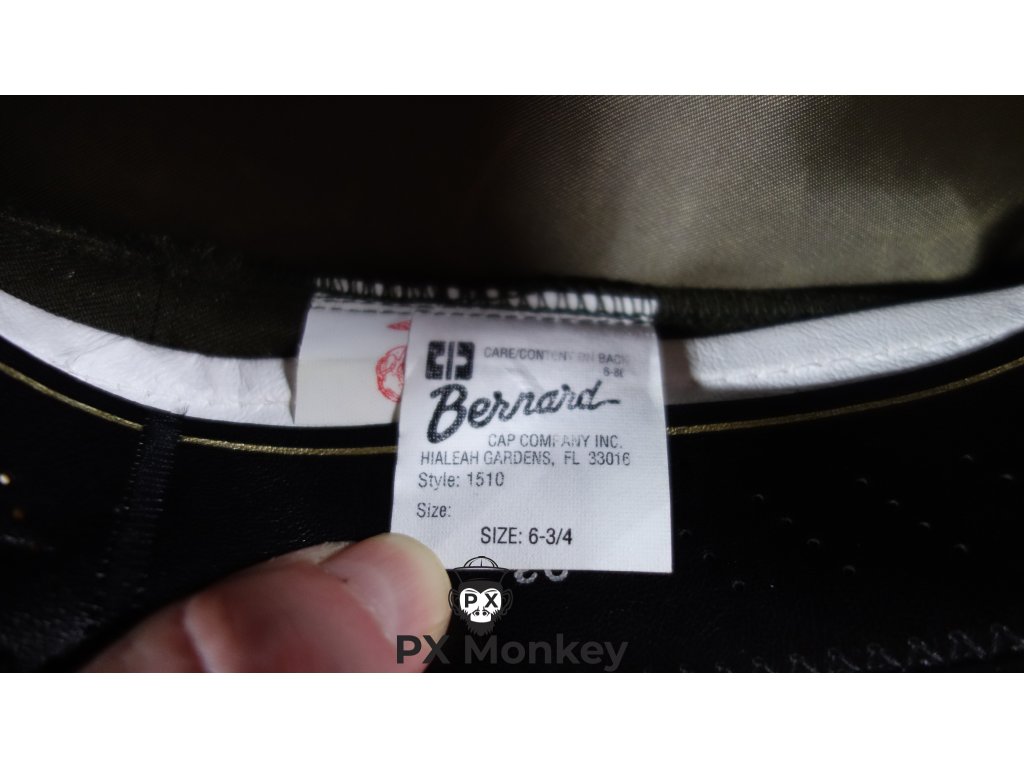 CARE/CONTENT ON BACK
Bernard
CAP COMPANY INC.
HIALEAH GARDENS, FL 33016
Style: 1510
Size:
SIZE: 6-3/4
PX
PX Monkey